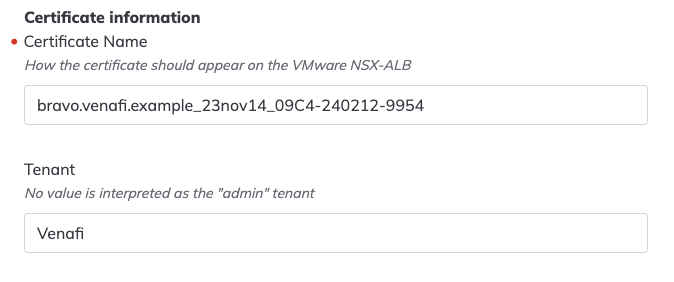 Certificate information
Certificate Name
How the certificate should appear on the VMware NSX-ALB
bravo.venafi.example_23nov14_09C4-240212-9954
Tenant
No value is interpreted as the "admin" tenant
Venafi